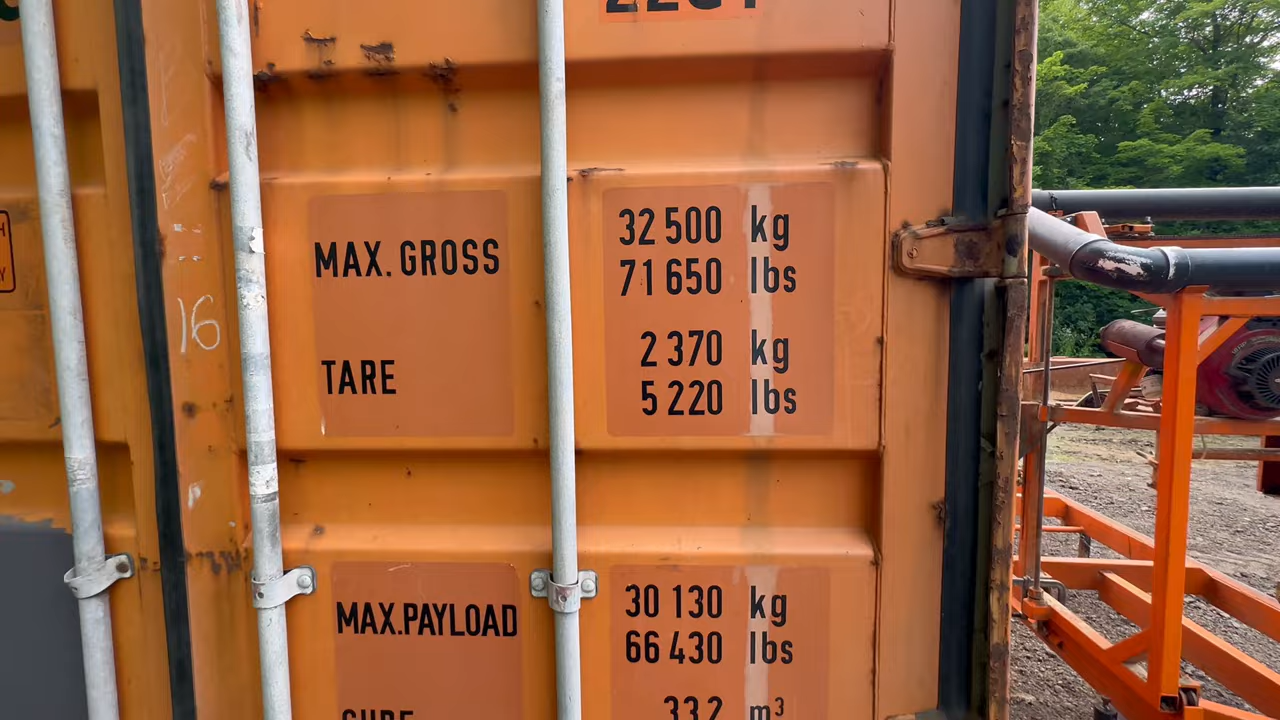 MAX. GROSS 32 500 kg
71 650 lbs
TARE 2 370 kg
5 220 lbs
16
MAX.PAYLOAD 30 130 kg
66 430 lbs
33,2 m³